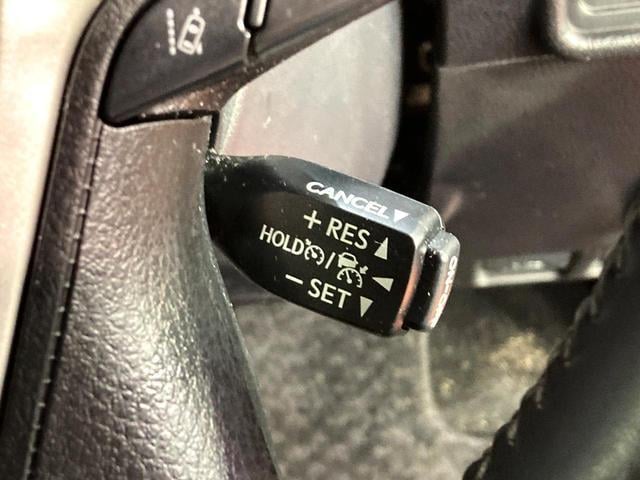 CANCEL
+ RES
HOLD /
- SET